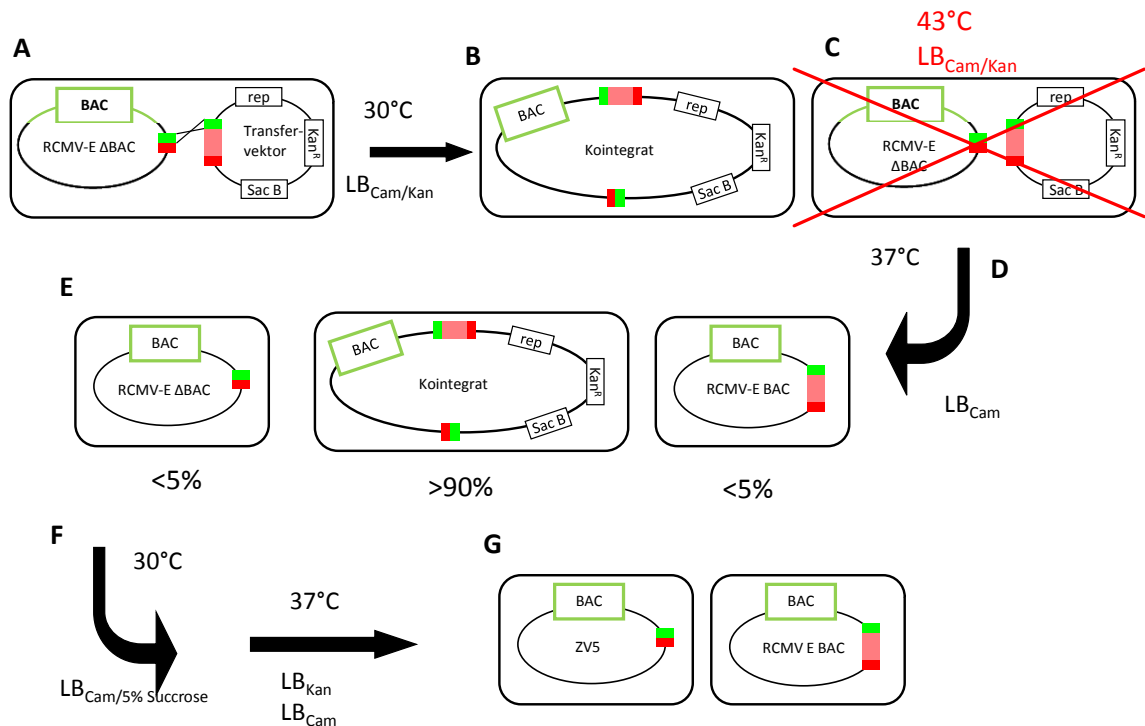 A
BAC
RCMV-E ΔBAC
rep
Transfer-
vektor
KanR
Sac B
30°C
LBCam/Kan
B
BAC
rep
KanR
Kointegrat
Sac B
43°C
LBCam/Kan
C
BAC
RCMV-E
ΔBAC
rep
KanR
Sac B
37°C
D
LBCam
E
BAC
RCMV-E ΔBAC
<5%
BAC
rep
KanR
Kointegrat
Sac B
>90%
BAC
RCMV-E BAC
<5%
F
30°C
LBCam/5% Succrose
37°C
LBKan
LBCam
G
BAC
ZV5
BAC
RCMV E BAC